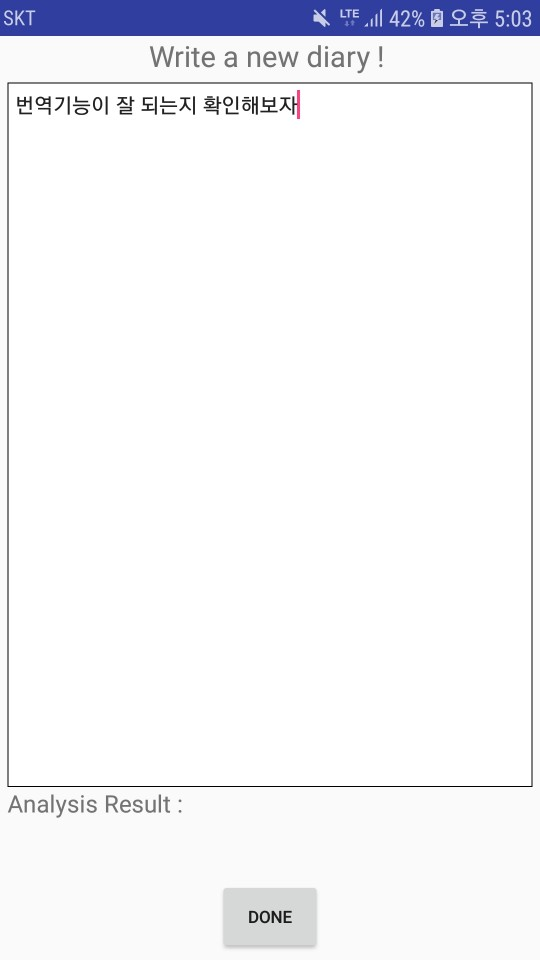 SKT LTE 42% 오후 5:03
Write a new diary !
번역기능이 잘 되는지 확인해보자
Analysis Result :
DONE